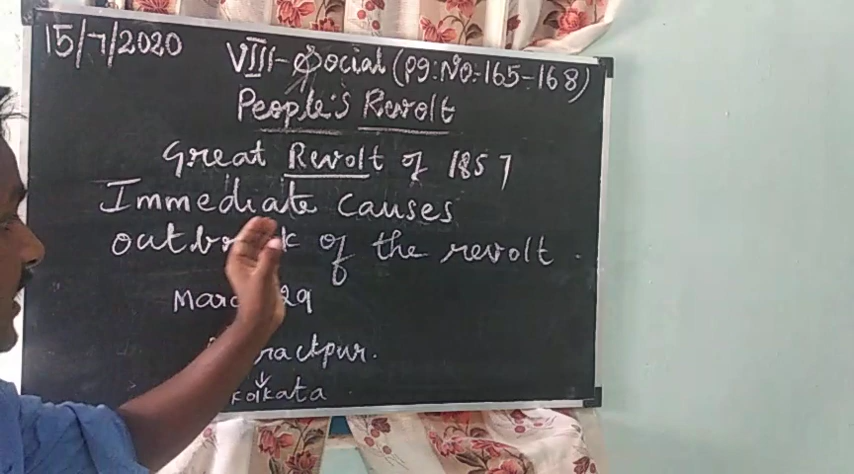 15/7/2020
VIII-Social (pg:No:-165-168)
People's Revolt
Great Revolt of 1857
Immediate causes
of the revolt.
29
kolkata